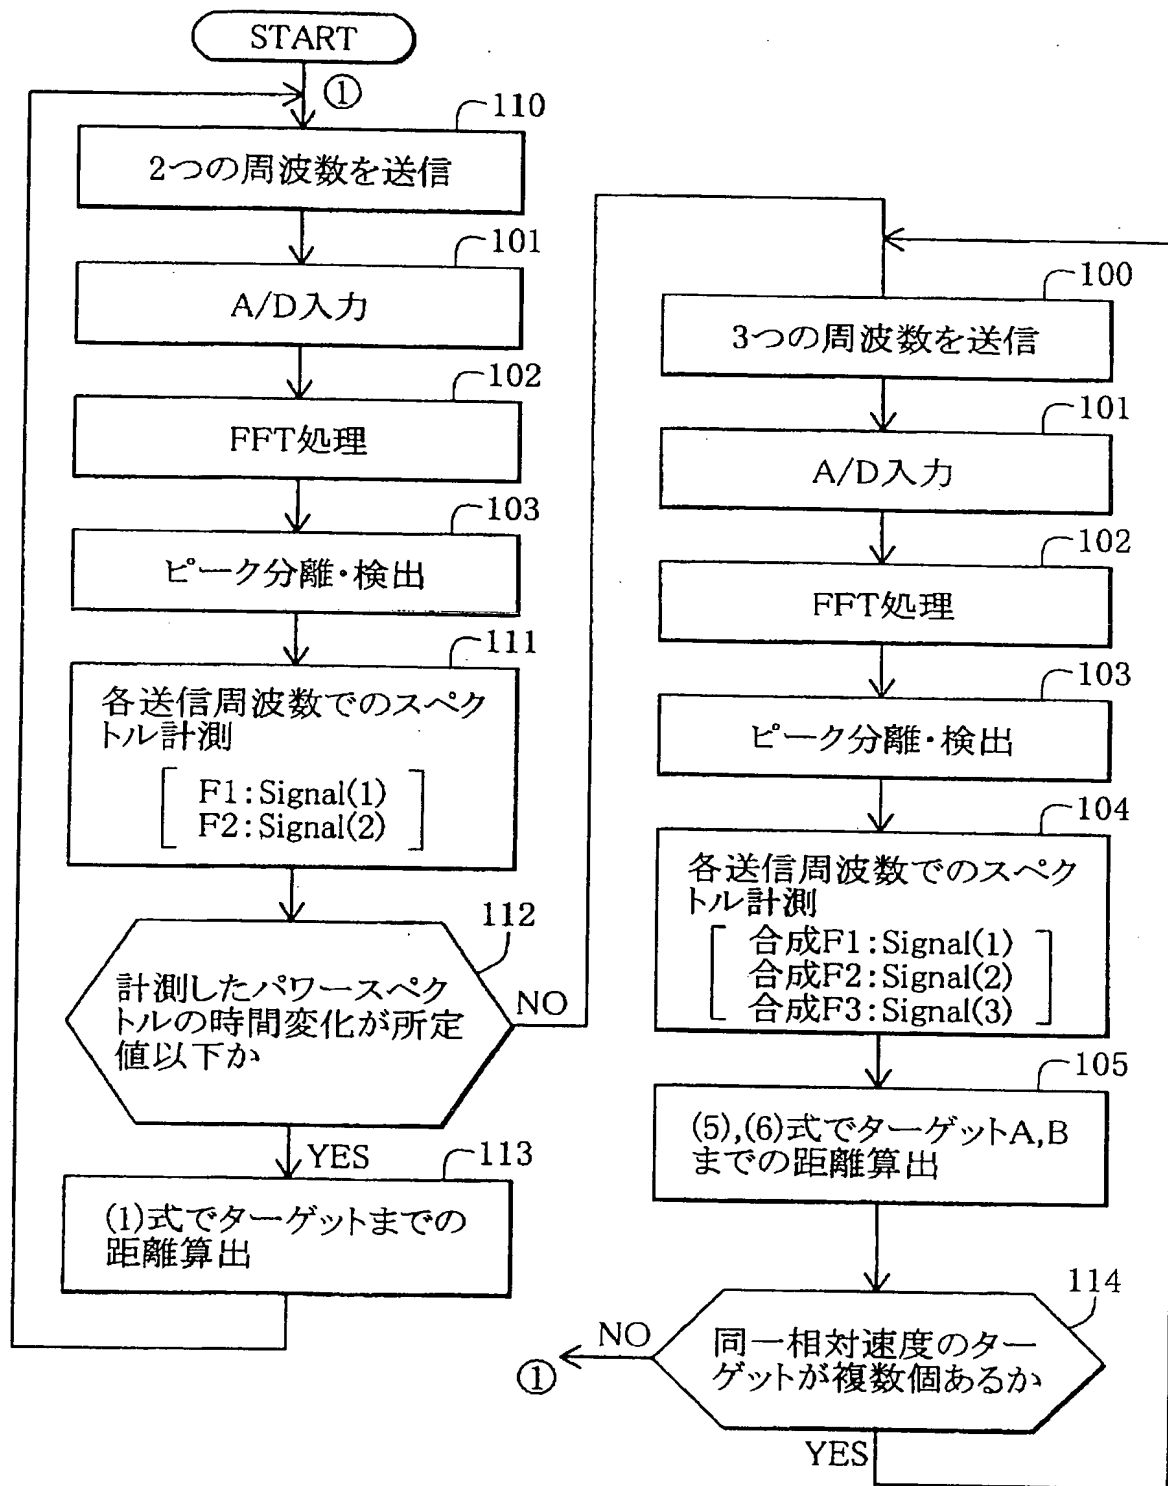 START
①
110
2つの周波数を送信
101
A/D入力
102
FFT処理
103
ピーク分離・検出
111
各送信周波数でのスペク
トル計測
F1:Signal(1)
F2:Signal(2)
112
計測したパワースペク
トルの時間変化が所定
値以下か
NO
YES
113
(1)式でターゲットまでの
距離算出
100
3つの周波数を送信
101
A/D入力
102
FFT処理
103
ピーク分離・検出
104
各送信周波数でのスペク
トル計測
合成F1:Signal(1)
合成F2:Signal(2)
合成F3:Signal(3)
105
(5),(6)式でターゲットA,B
までの距離算出
114
同一相対速度のター
ゲットが複数個あるか
NO
①
YES